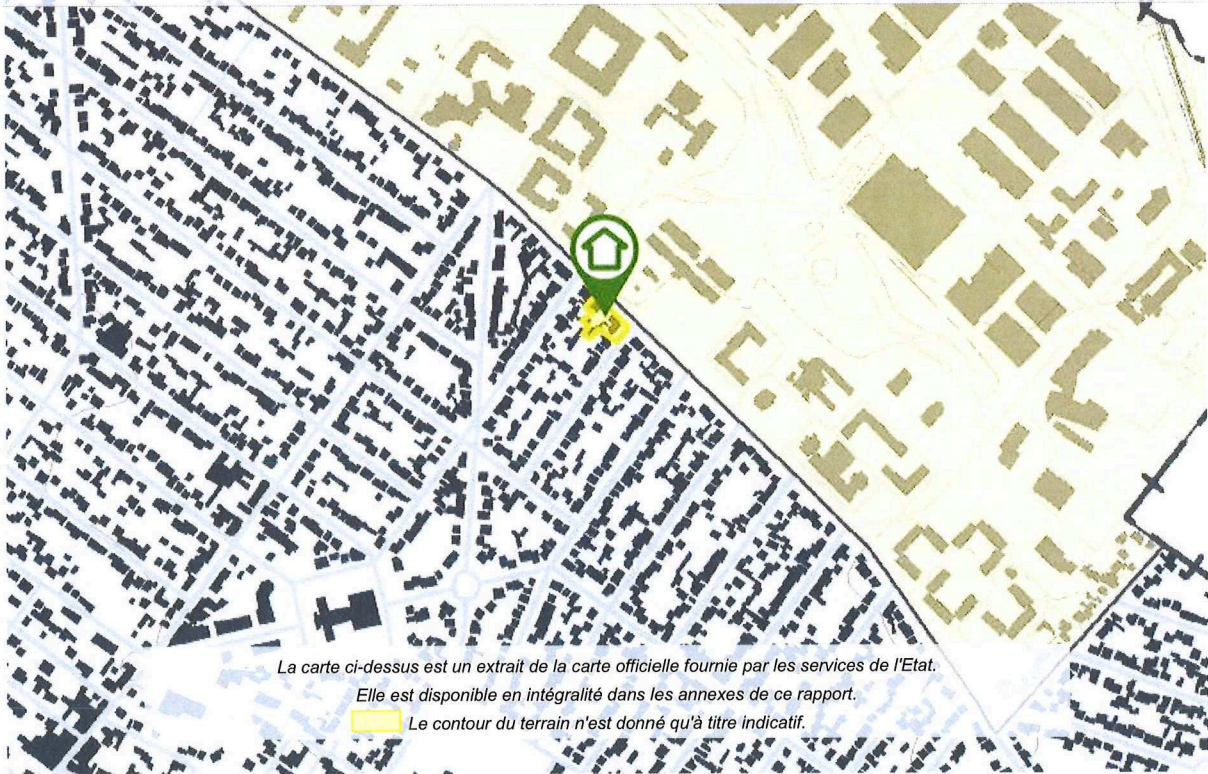 La carte ci-dessus est un extrait de la carte officielle fournie par les services de l'Etat.
Elle est disponible en intégralité dans les annexes de ce rapport.
Le contour du terrain n'est donné qu'à titre indicatif.